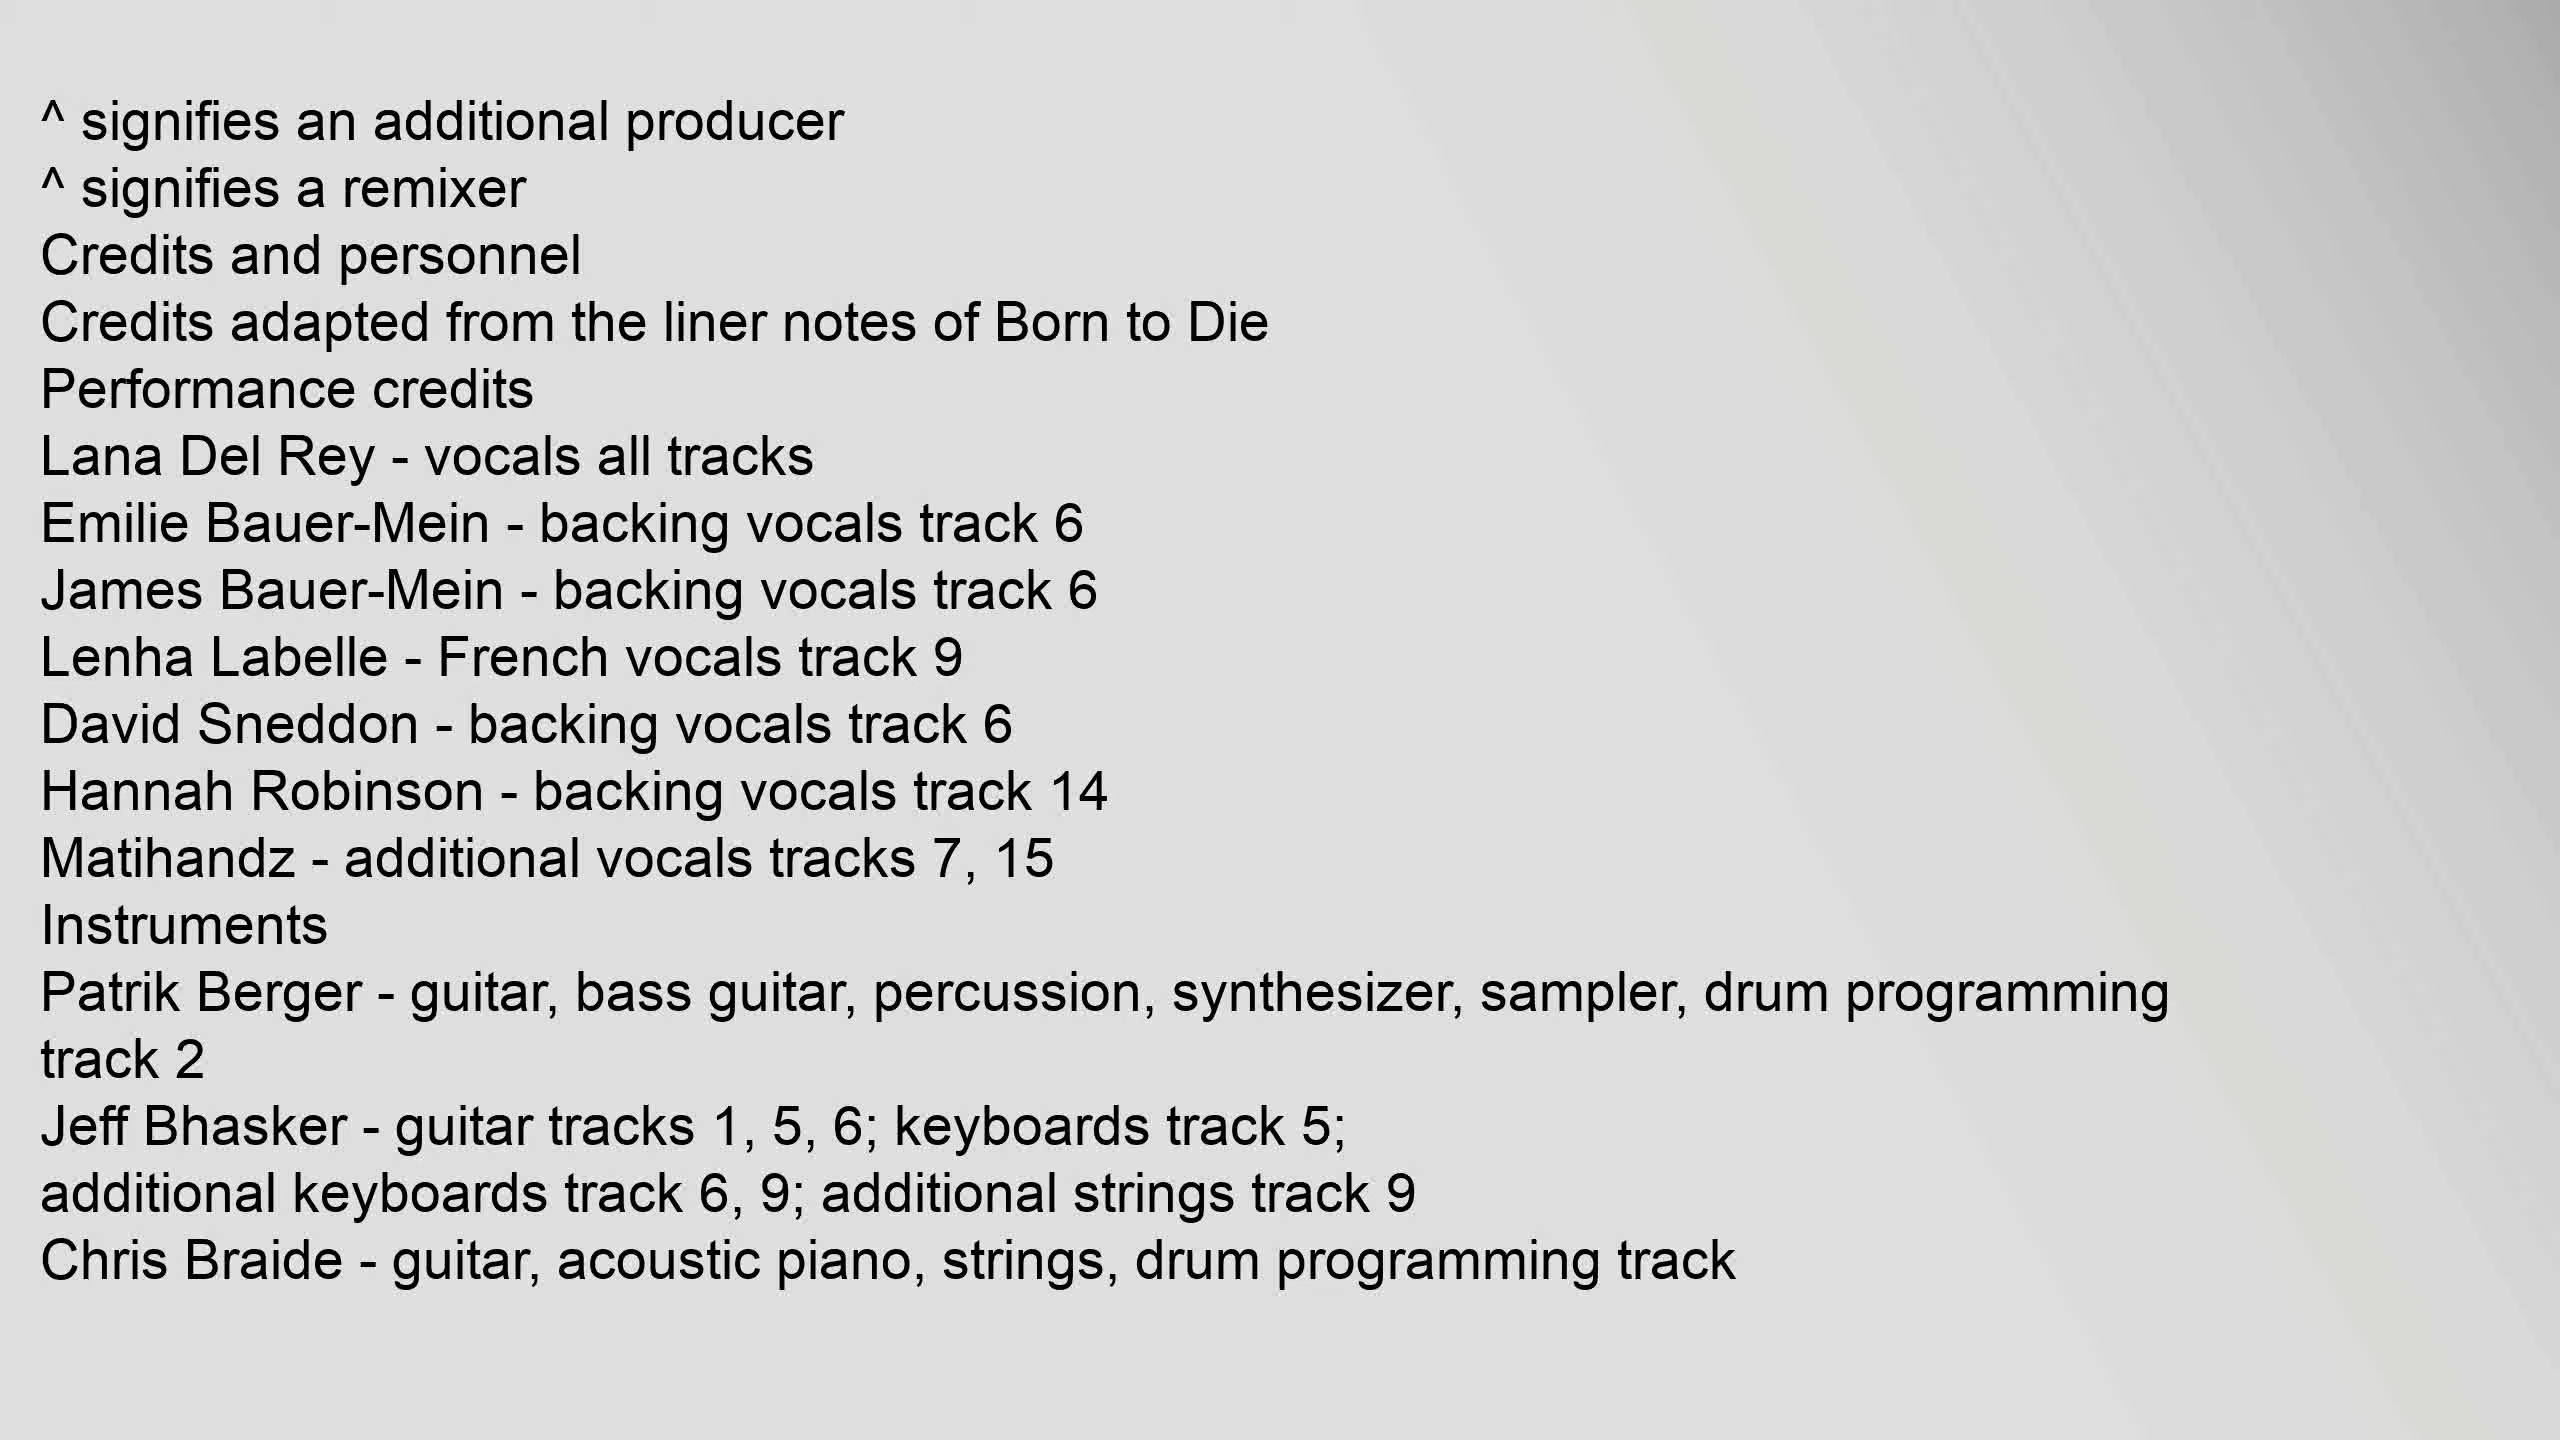 ^ signifies an additional producer
^ signifies a remixer
Credits and personnel
Credits adapted from the liner notes of Born to Die
Performance credits
Lana Del Rey - vocals all tracks
Emilie Bauer-Mein - backing vocals track 6
James Bauer-Mein - backing vocals track 6
Lenha Labelle - French vocals track 9
David Sneddon - backing vocals track 6
Hannah Robinson - backing vocals track 14
Matihandz - additional vocals tracks 7, 15
Instruments
Patrik Berger - guitar, bass guitar, percussion, synthesizer, sampler, drum programming
track 2
Jeff Bhasker - guitar tracks 1, 5, 6; keyboards track 5;
additional keyboards track 6, 9; additional strings track 9
Chris Braide - guitar, acoustic piano, strings, drum programming track